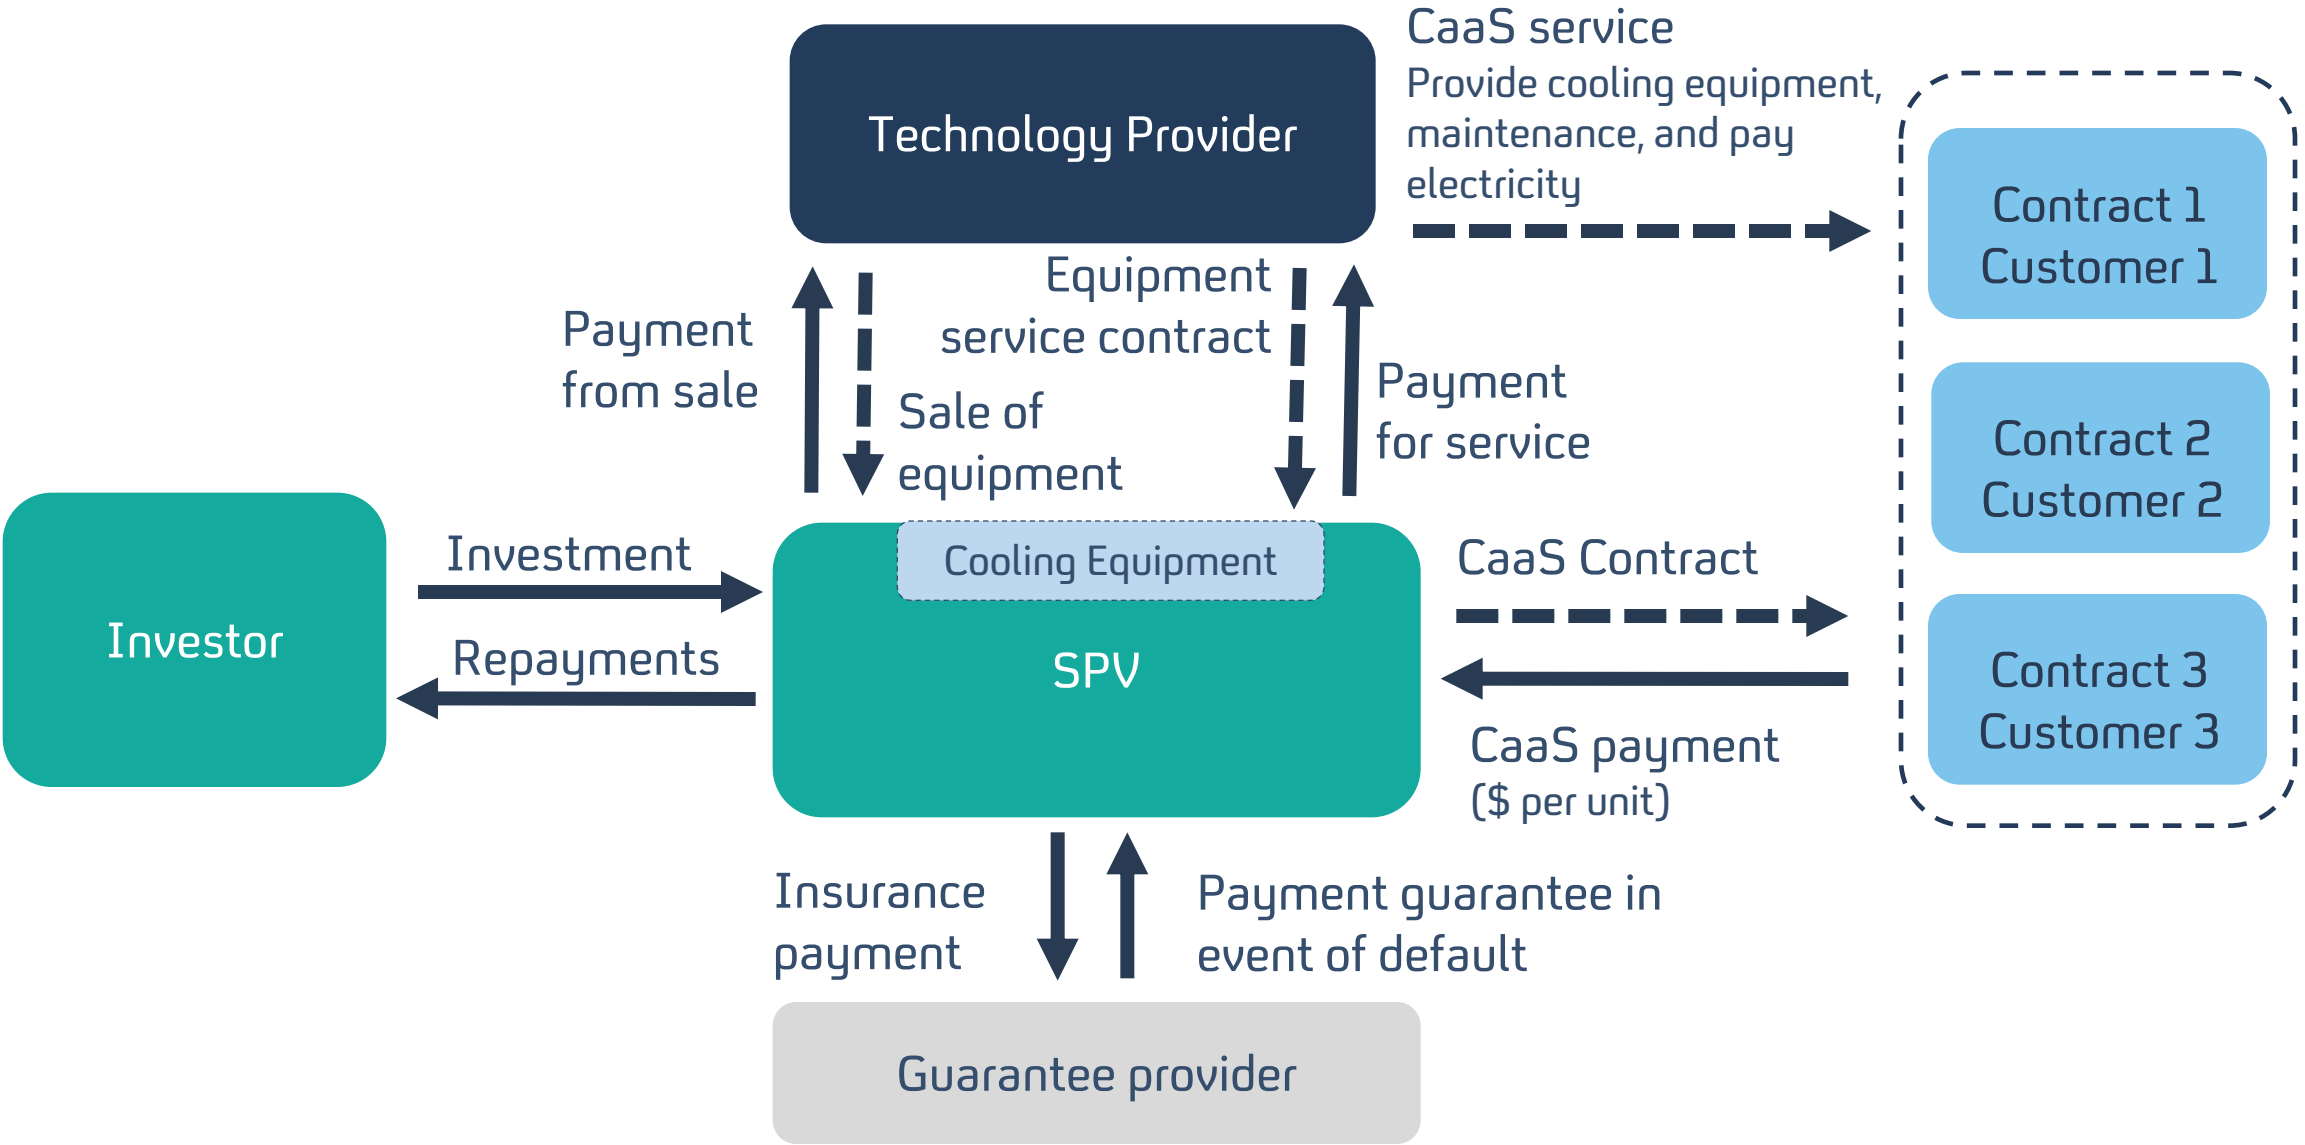 Technology Provider
CaaS service
Provide cooling equipment,
maintenance, and pay
electricity
Contract 1
Customer 1
Contract 2
Customer 2
Contract 3
Customer 3
Payment
from sale
Sale of
equipment
Equipment
service contract
Payment
for service
Investor
Investment
Repayments
Cooling Equipment
SPV
CaaS Contract
CaaS payment
($ per unit)
Insurance
payment
Payment guarantee in
event of default
Guarantee provider